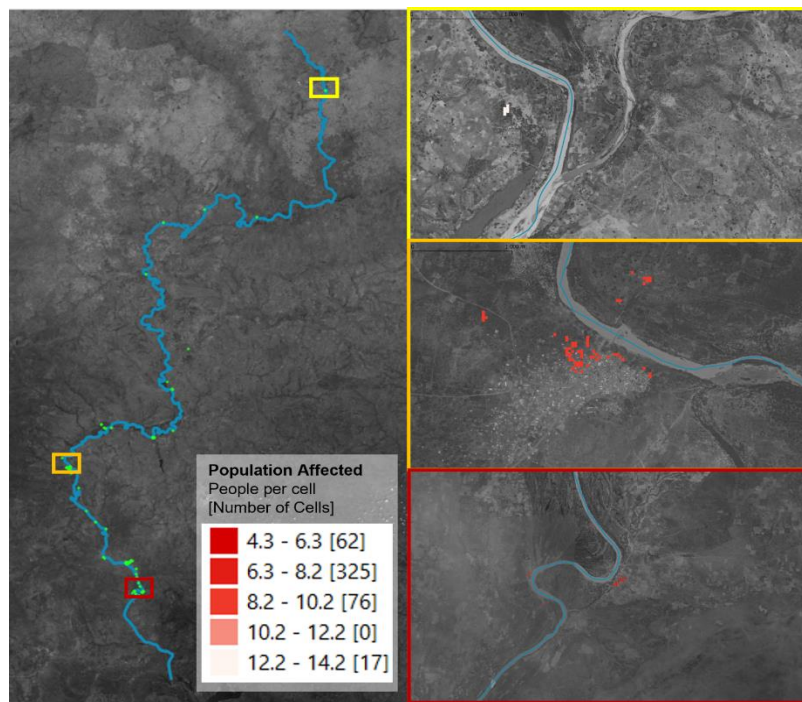 Population Affected
People per cell
[Number of Cells]
4.3 - 6.3 [62]
6.3 - 8.2 [325]
8.2 - 10.2 [76]
10.2 - 12.2 [0]
12.2 - 14.2 [17]